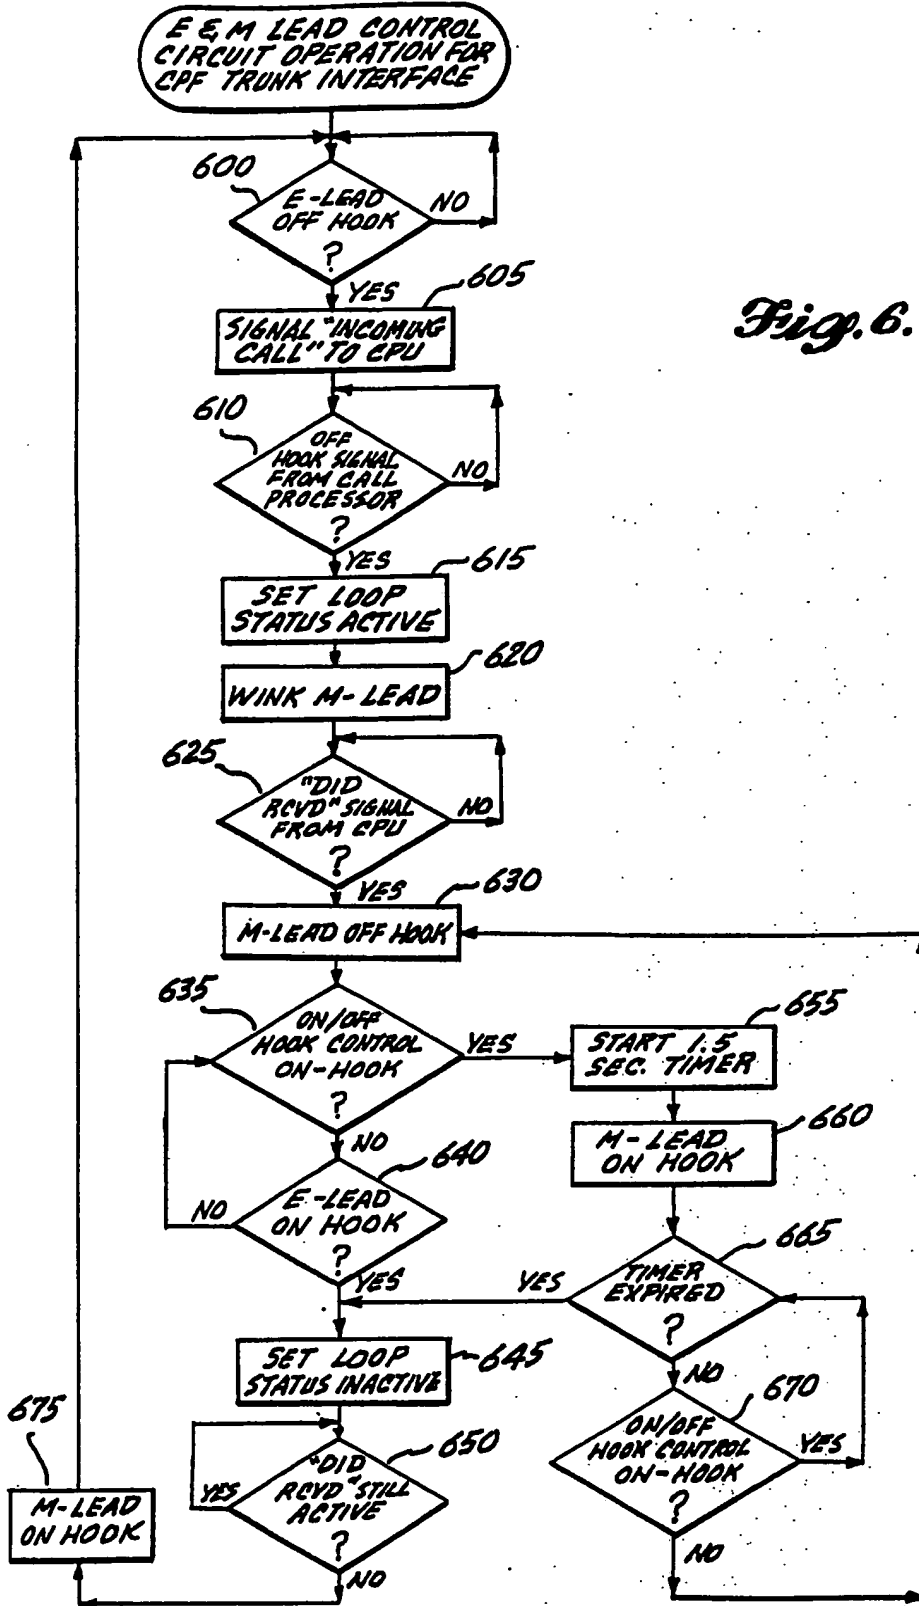 E & M LEAD CONTROL
CIRCUIT OPERATION FOR
CPF TRUNK INTERFACE
600
E-LEAD
OFF HOOK
?
NO
YES
605
SIGNAL "INCOMING
CALL" TO CPU
Fig. 6.
610
OFF
HOOK SIGNAL
FROM CALL
PROCESSOR
?
NO
YES
615
SET LOOP
STATUS ACTIVE
620
WINK M-LEAD
625
"DID
RCVD" SIGNAL
FROM CPU
?
NO
YES
630
M-LEAD OFF HOOK
635
ON/OFF
HOOK CONTROL
ON-HOOK
?
YES
NO
655
START 1.5
SEC. TIMER
660
M-LEAD
ON HOOK
640
E-LEAD
ON HOOK
?
NO
YES
665
TIMER
EXPIRED
?
YES
NO
645
SET LOOP
STATUS INACTIVE
670
ON/OFF
HOOK CONTROL
ON-HOOK
?
YES
NO
650
"DID
RCVD" STILL
ACTIVE
?
YES
NO
675
M-LEAD
ON HOOK